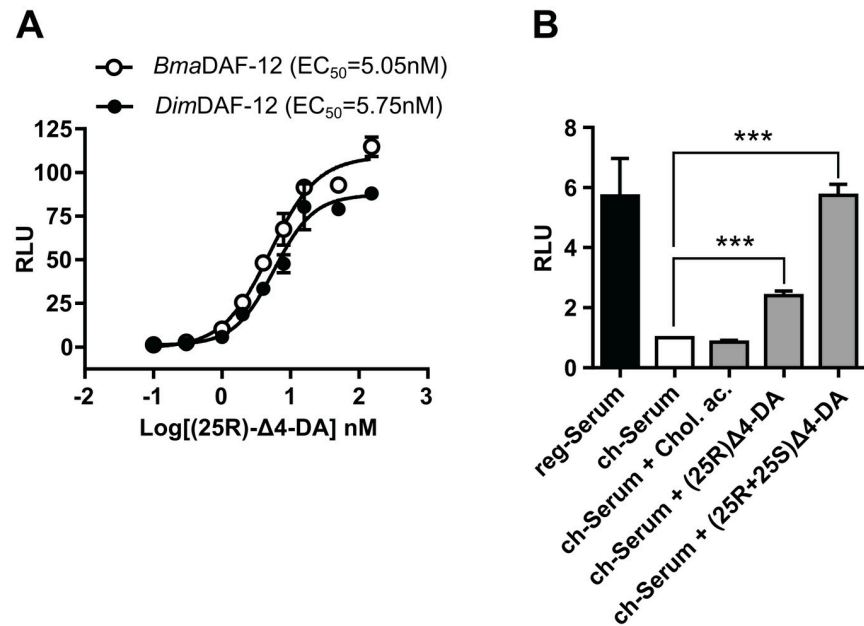 A
BmaDAF-12 (EC50=5.05nM)
DimDAF-12 (EC50=5.75nM)
125
100
75
50
25
0
RLU
-2 -1 0 1 2 3
Log[(25R)-Δ4-DA] nM
B
8
6
4
2
0
RLU
***
***
reg-Serum
ch-Serum
ch-Serum + Chol. ac.
ch-Serum + (25R)Δ4-DA
ch-Serum + (25R+25S)Δ4-DA